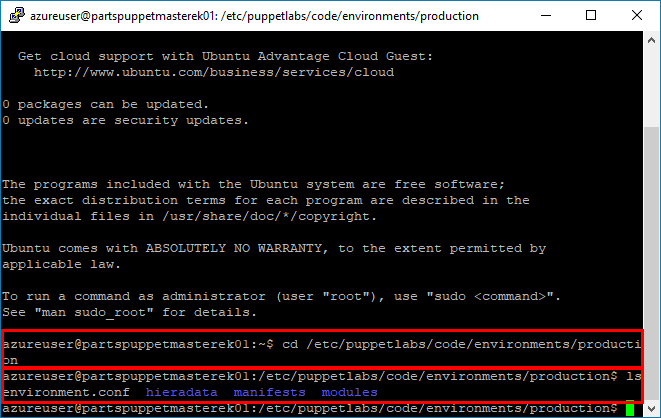 azureuser@partspuppetmasterek01: /etc/puppetlabs/code/environments/production
Get cloud support with Ubuntu Advantage Cloud Guest:
http://www.ubuntu.com/business/services/cloud
0 packages can be updated.
0 updates are security updates.
The programs included with the Ubuntu system are free software;
the exact distribution terms for each program are described in the
individual files in /usr/share/doc/*/copyright.
Ubuntu comes with ABSOLUTELY NO WARRANTY, to the extent permitted by
applicable law.
To run a command as administrator (user "root"), use "sudo <command>".
See "man sudo_root" for details.
azureuser@partspuppetmasterek01:~$ cd /etc/puppetlabs/code/environments/producti
on
azureuser@partspuppetmasterek01:/etc/puppetlabs/code/environments/production$ ls
environment.conf  hieradata  manifests  modules
azureuser@partspuppetmasterek01:/etc/puppetlabs/code/environments/production$